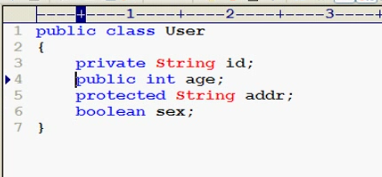 ----+----1----+----2----+----3----+
1 public class User
2 {
3 private String id;
4 public int age;
5 protected String addr;
6 boolean sex;
7 }